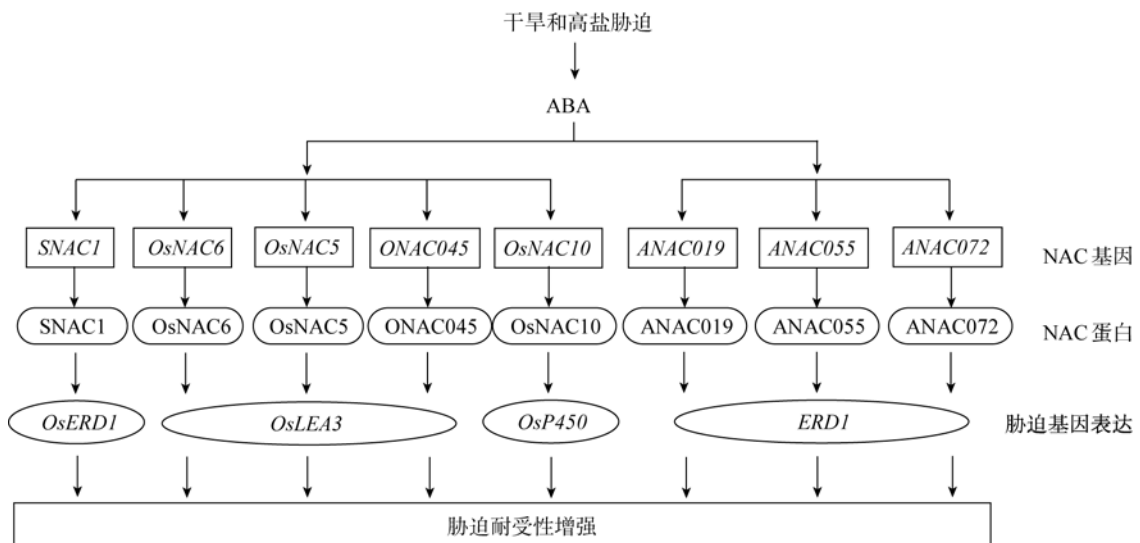 干旱和高盐胁迫
ABA
SNAC1 OsNAC6 OsNAC5 ONAC045 OsNAC10 ANAC019 ANAC055 ANAC072 NAC 基因
SNAC1 OsNAC6 OsNAC5 ONAC045 OsNAC10 ANAC019 ANAC055 ANAC072 NAC 蛋白
OsERD1 OsLEA3 OsP450 ERD1 胁迫基因表达
胁迫耐受性增强